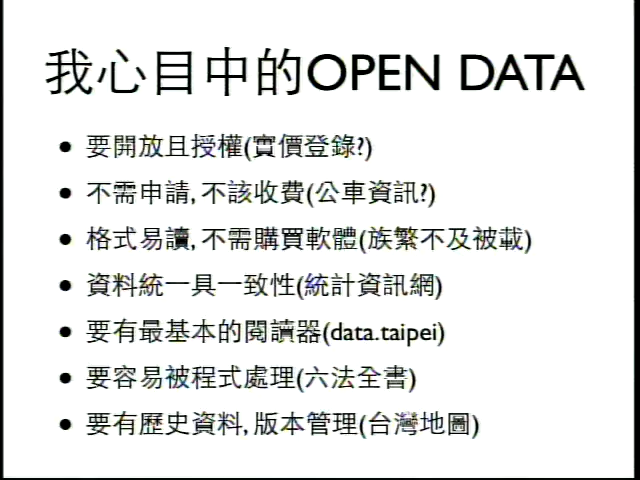 我心目中的OPEN DATA
• 要開放且授權(實價登錄?)
• 不需申請, 不該收費(公車資訊?)
• 格式易讀, 不需購買軟體(族繁不及被載)
• 資料統一具一致性(統計資訊網)
• 要有最基本的閱讀器(data.taipei)
• 要容易被程式處理(六法全書)
• 要有歷史資料, 版本管理(台灣地圖)